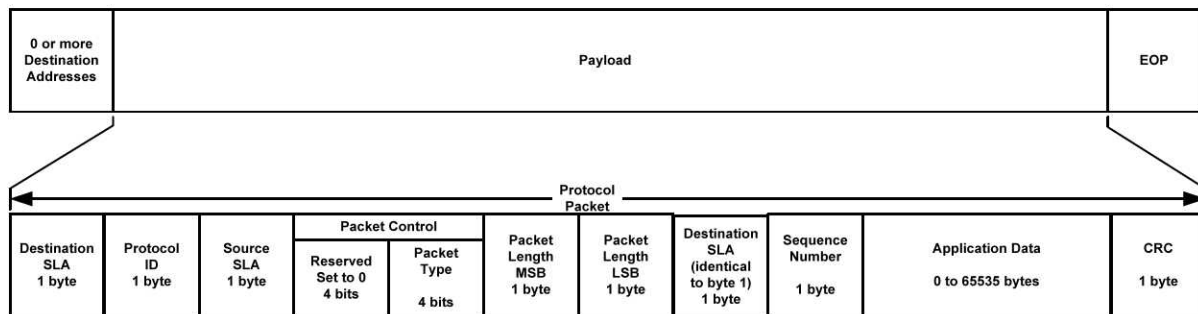 0 or more
Destination
Addresses
Payload
EOP
Protocol
Packet
Destination
SLA
1 byte
Protocol
ID
1 byte
Source
SLA
1 byte
Packet Control
Reserved
Set to 0
4 bits
Packet
Type
4 bits
Packet
Length
MSB
1 byte
Packet
Length
LSB
1 byte
Destination
SLA
(identical
to byte 1)
1 byte
Sequence
Number
1 byte
Application Data
0 to 65535 bytes
CRC
1 byte